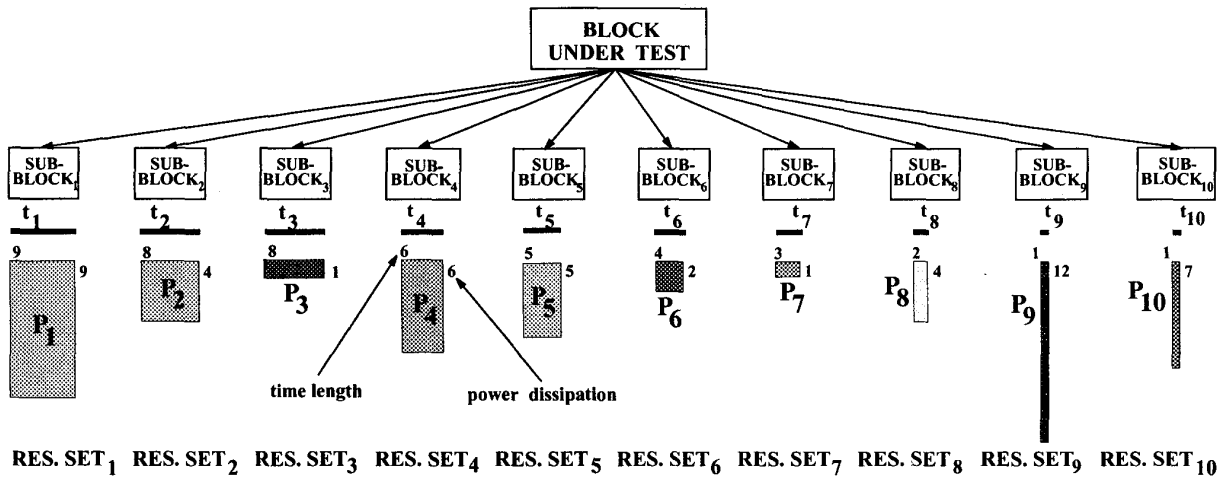 BLOCK
UNDER TEST
SUB-BLOCK1 SUB-BLOCK2 SUB-BLOCK3 SUB-BLOCK4 SUB-BLOCK5 SUB-BLOCK6 SUB-BLOCK7 SUB-BLOCK8 SUB-BLOCK9 SUB-BLOCK10
t1 t2 t3 t4 t5 t6 t7 t8 t9 t10
9 8 8 6 5 4 3 2 1 1
9 4 1 6 5 2 1 4 12 7
P1 P2 P3 P4 P5 P6 P7 P8 P9 P10
time length power dissipation
RES. SET1 RES. SET2 RES. SET3 RES. SET4 RES. SET5 RES. SET6 RES. SET7 RES. SET8 RES. SET9 RES. SET10